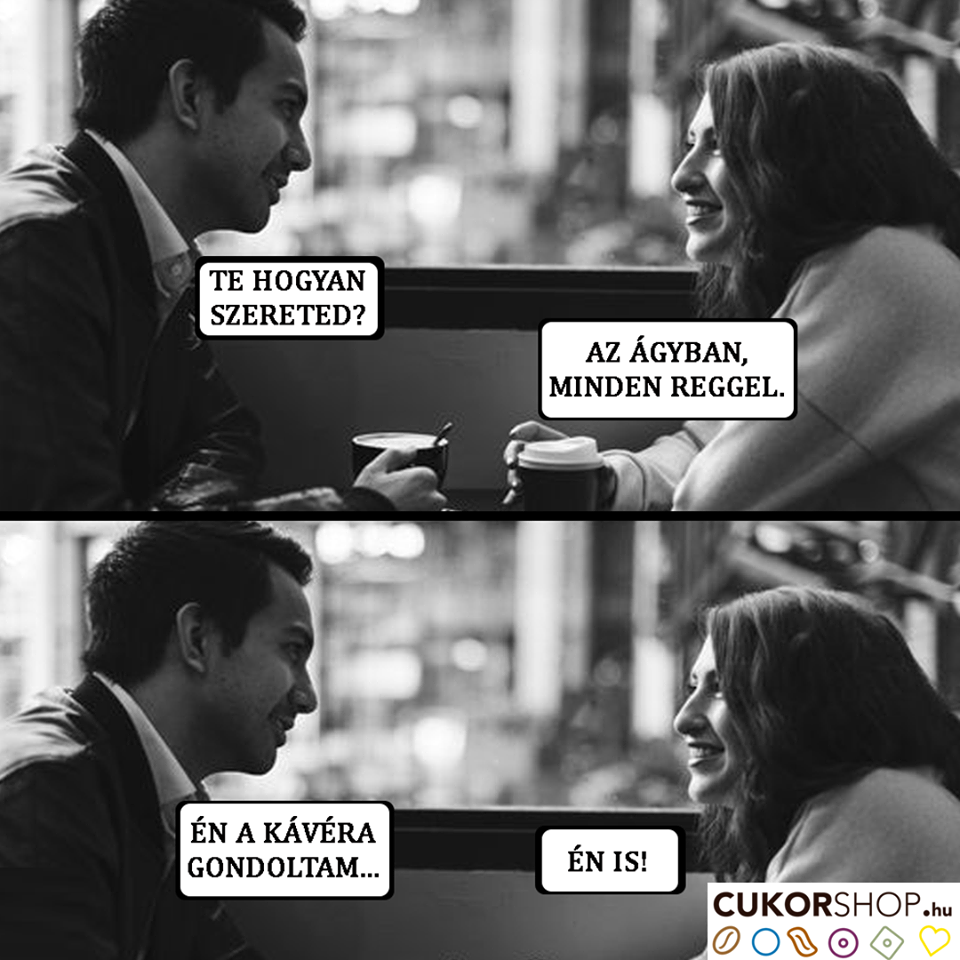 TE HOGYAN
SZERETED?
AZ ÁGYBAN,
MINDEN REGGEL.
ÉN A KÁVÉRA
GONDOLTAM...
ÉN IS!
CUKORSHOP.hu